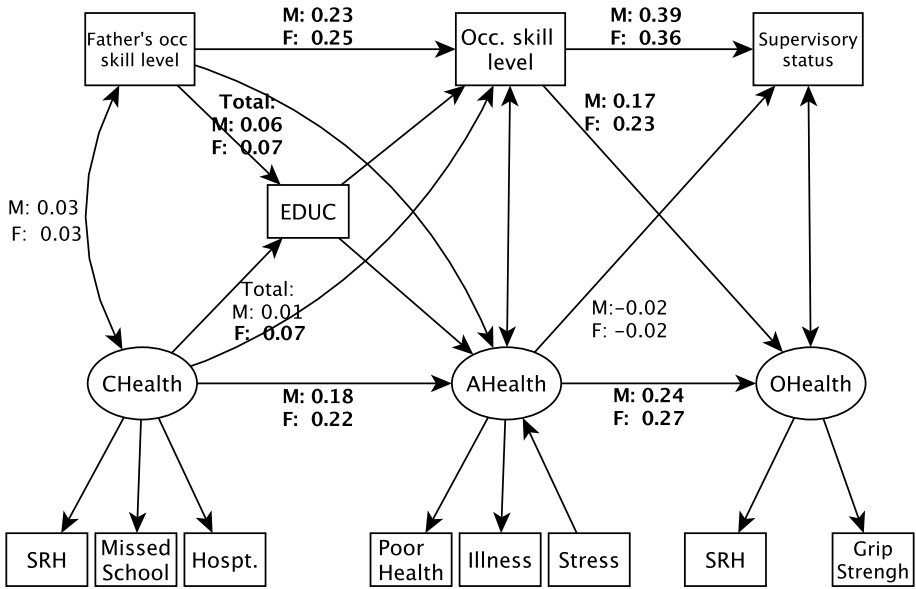 M: 0.23
F: 0.25
M: 0.39
F: 0.36
Father's occ
skill level
Occ. skill
level
Supervisory
status
Total:
M: 0.06
F: 0.07
M: 0.17
F: 0.23
EDUC
M: 0.03
F: 0.03
Total:
M: 0.01
F: 0.07
M:-0.02
F: -0.02
CHealth
AHealth
OHealth
M: 0.18
F: 0.22
M: 0.24
F: 0.27
SRH
Missed
School
Hospt.
Poor
Health
Illness
Stress
SRH
Grip
Strengh